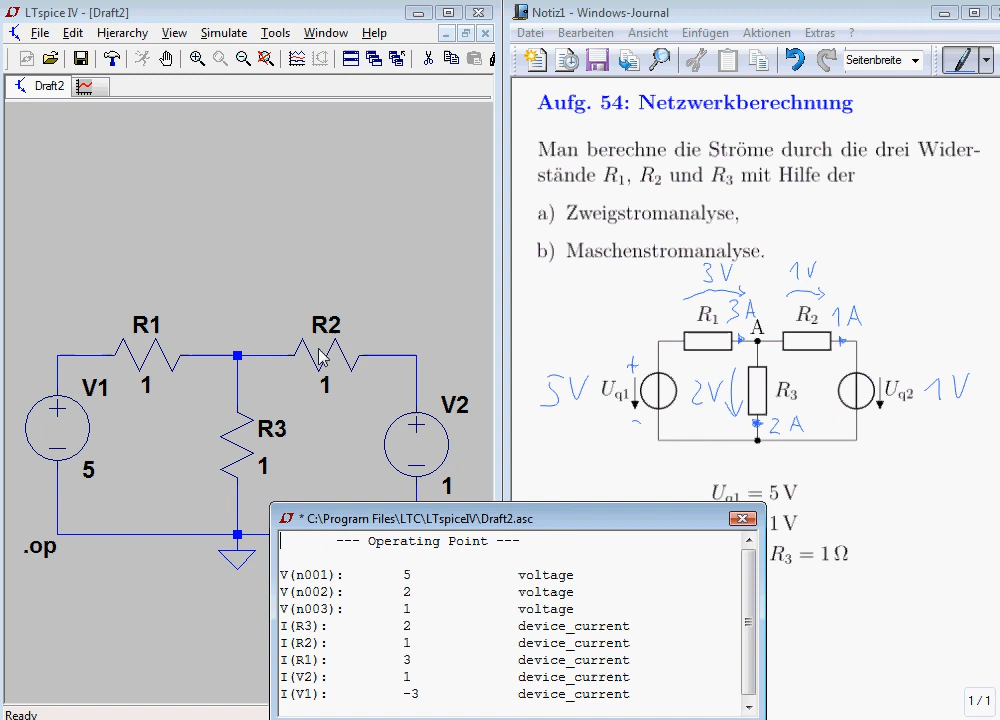 LTspice IV - [Draft2]
File Edit Hierarchy View Simulate Tools Window Help
Draft2
R1
1
R2
1
V1
5
R3
1
V2
1
.op
Ready
* C:\Program Files\LTC\LTspiceIV\Draft2.asc
--- Operating Point ---
V(n001): 5 voltage
V(n002): 2 voltage
V(n003): 1 voltage
I(R3): 2 device_current
I(R2): 1 device_current
I(R1): 3 device_current
I(V2): 1 device_current
I(V1): -3 device_current
Notiz1 - Windows-Journal
Datei Bearbeiten Ansicht Einfügen Aktionen Extras ?
Seitenbreite
Aufg. 54: Netzwerkberechnung
Man berechne die Ströme durch die drei Wider-
stände R1, R2 und R3 mit Hilfe der
a) Zweigstromanalyse,
b) Maschenstromanalyse.
3V 1V
R1 3A A R2 1A
+
5V Uq1 2V R3 Uq2 1V
-
2A
Uq1 = 5 V
1 V
R3 = 1 Ω
1 / 1